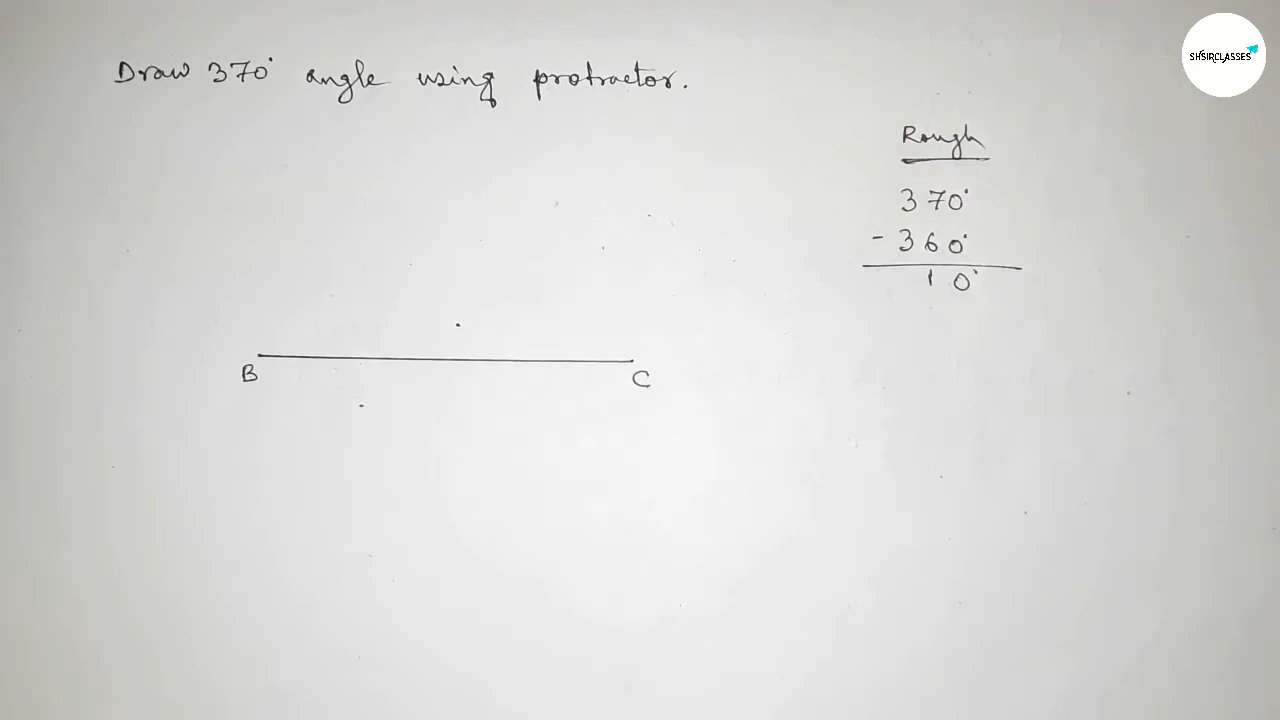 Draw 370° angle using protractor.
SHSIRCLASSES
Rough
370°
- 360°
10°
B
C